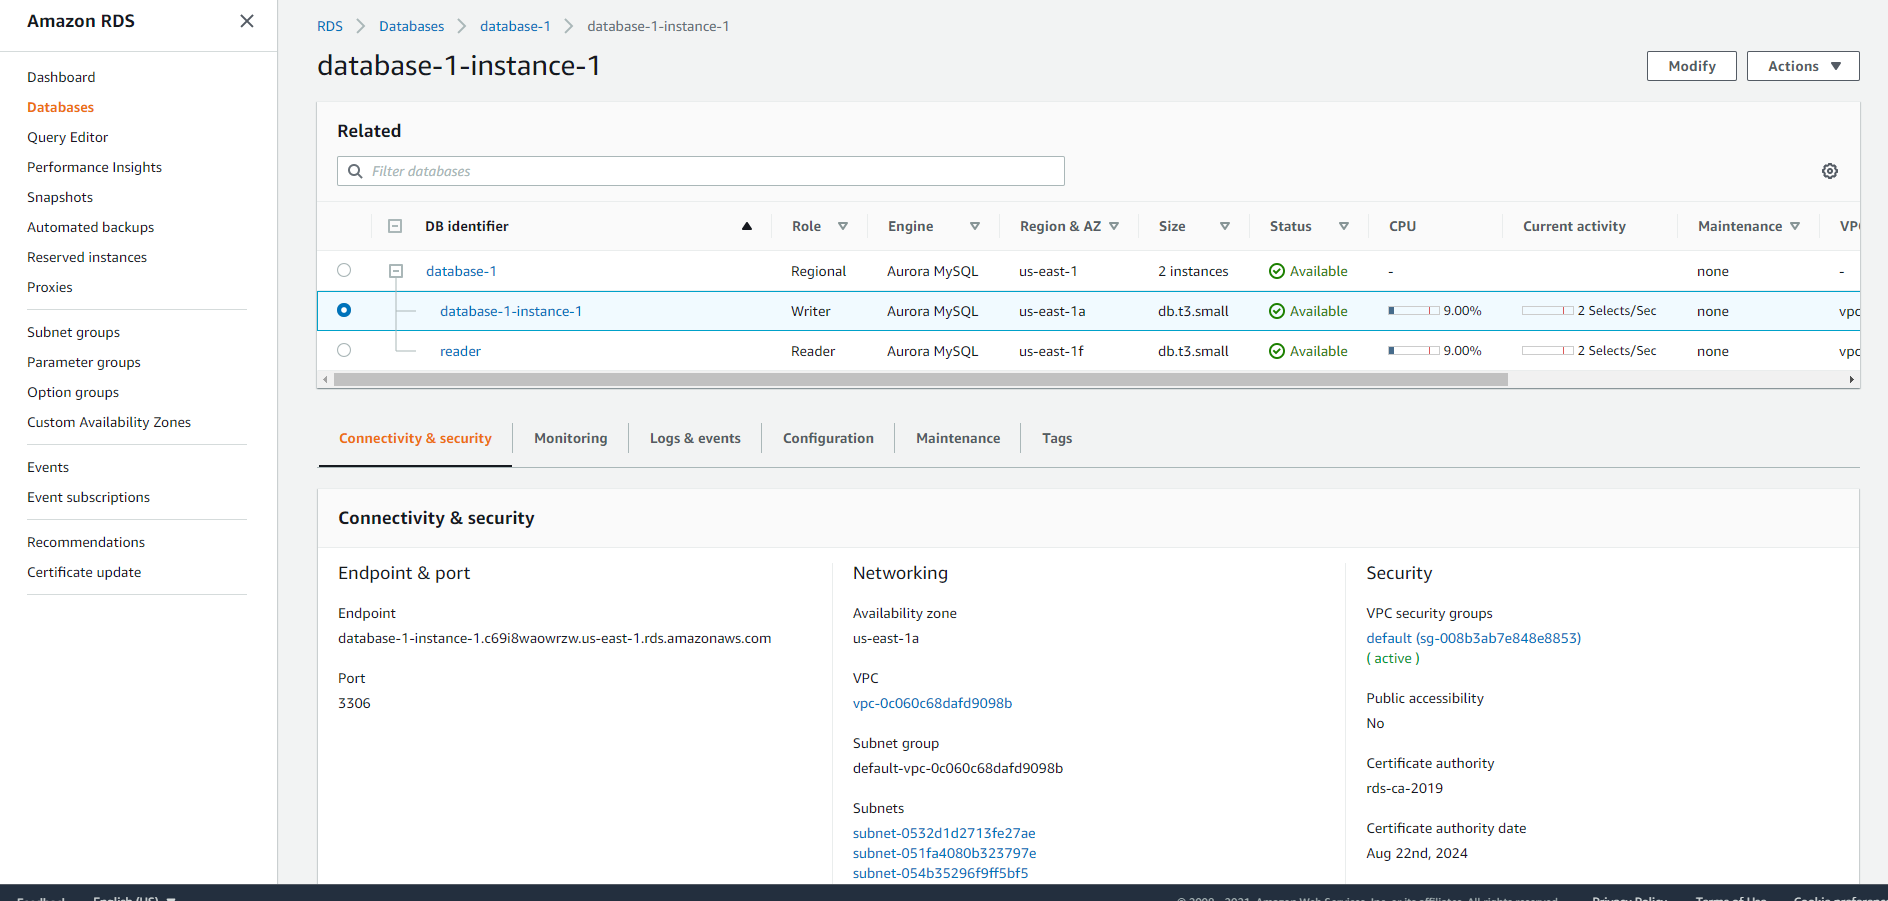 Amazon RDS
Dashboard
Databases
Query Editor
Performance Insights
Snapshots
Automated backups
Reserved instances
Proxies
Subnet groups
Parameter groups
Option groups
Custom Availability Zones
Events
Event subscriptions
Recommendations
Certificate update
RDS Databases database-1 database-1-instance-1
database-1-instance-1
Modify Actions
Related
Filter databases
DB identifier Role Engine Region & AZ Size Status CPU Current activity Maintenance
database-1 Regional Aurora MySQL us-east-1 2 instances Available - none -
database-1-instance-1 Writer Aurora MySQL us-east-1a db.t3.small Available 9.00% 2 Selects/Sec none
reader Reader Aurora MySQL us-east-1f db.t3.small Available 9.00% 2 Selects/Sec none
Connectivity & security Monitoring Logs & events Configuration Maintenance Tags
Connectivity & security
Endpoint & port
Endpoint
database-1-instance-1.c69i8waowrzw.us-east-1.rds.amazonaws.com
Port
3306
Networking
Availability zone
us-east-1a
VPC
vpc-0c060c68dafd9098b
Subnet group
default-vpc-0c060c68dafd9098b
Subnets
subnet-0532d1d2713fe27ae
subnet-051fa4080b323797e
subnet-054b35296f9ff5bf5
Security
VPC security groups
default (sg-008b3ab7e848e8853)
( active )
Public accessibility
No
Certificate authority
rds-ca-2019
Certificate authority date
Aug 22nd, 2024